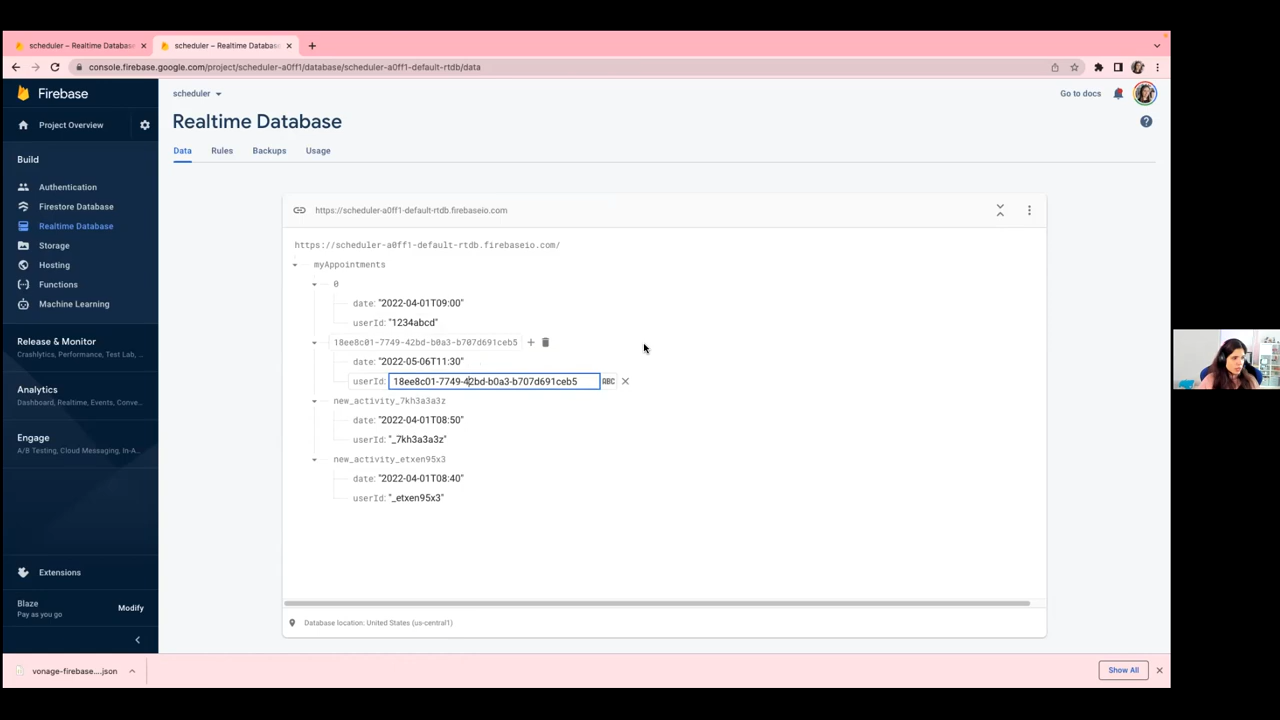 scheduler – Realtime Database
scheduler – Realtime Database
console.firebase.google.com/project/scheduler-a0ff1/database/scheduler-a0ff1-default-rtdb/data
Firebase
scheduler
Go to docs
Project Overview
Realtime Database
Data
Rules
Backups
Usage
Build
Authentication
Firestore Database
Realtime Database
Storage
Hosting
Functions
Machine Learning
Release & Monitor
Crashlytics, Performance, Test Lab, ...
Analytics
Dashboard, Realtime, Events, Conve...
Engage
A/B Testing, Cloud Messaging, In-A...
Extensions
Blaze
Pay as you go
Modify
https://scheduler-a0ff1-default-rtdb.firebaseio.com
https://scheduler-a0ff1-default-rtdb.firebaseio.com/
myAppointments
0
date: "2022-04-01T09:00"
userId: "1234abcd"
18ee8c01-7749-42bd-b0a3-b707d691ceb5
date: "2022-05-06T11:30"
userId: 18ee8c01-7749-42bd-b0a3-b707d691ceb5 ABC
new_activity_7kh3a3a3z
date: "2022-04-01T08:50"
userId: "_7kh3a3a3z"
new_activity_etxen95x3
date: "2022-04-01T08:40"
userId: "_etxen95x3"
Database location: United States (us-central1)
vonage-firebase....json
Show All